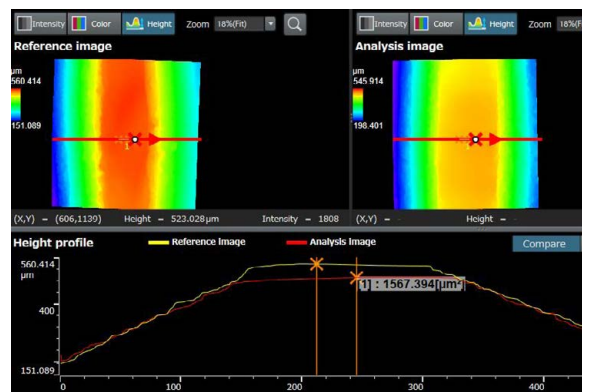 Intensity Color Height Zoom 18%(Fit)
Intensity Color Height Zoom 18%(F
Reference image
Analysis image
μm
560.414
151.089
μm
545.914
198.401
1
1
(X,Y) = (606,1139) Height = 523.028μm Intensity = 1808
(X,Y) = - Height = -
Height profile Reference image Analysis image Compare
560.414
μm
400
151.089
1] : 1567.394[μm²]
0 100 200 300 400